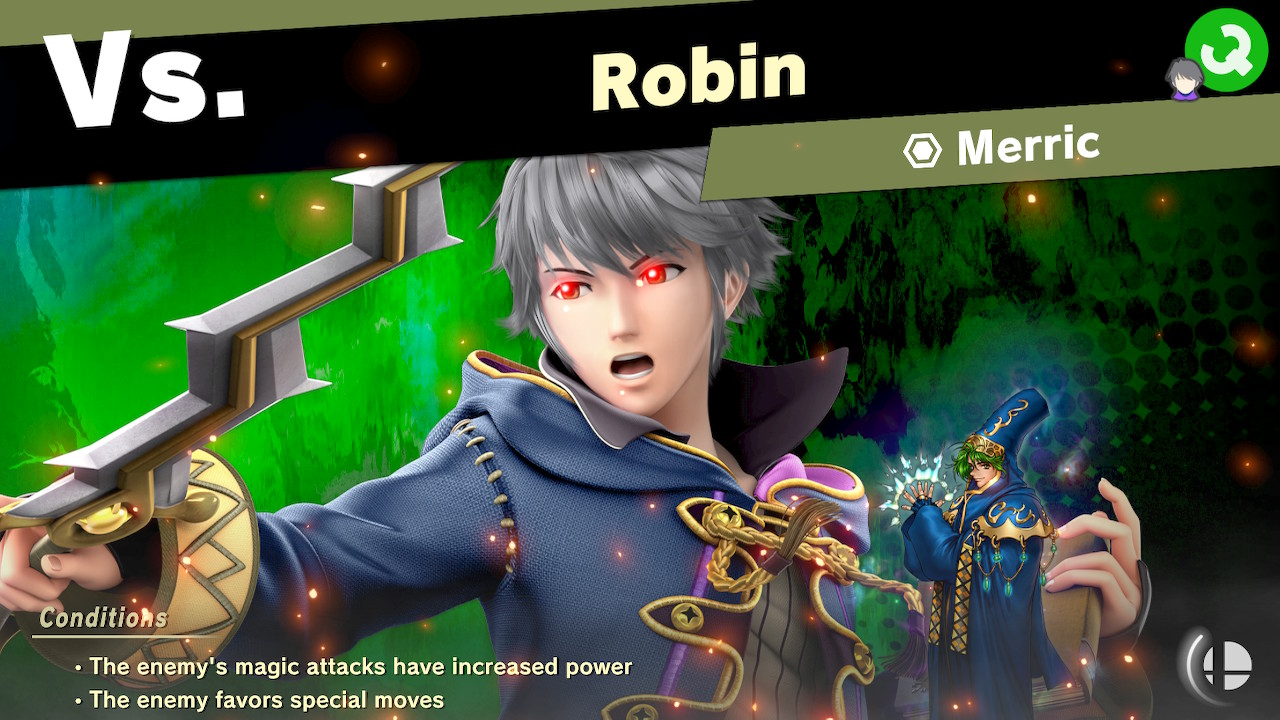 Vs.
Robin
Merric
Conditions
• The enemy's magic attacks have increased power
• The enemy favors special moves